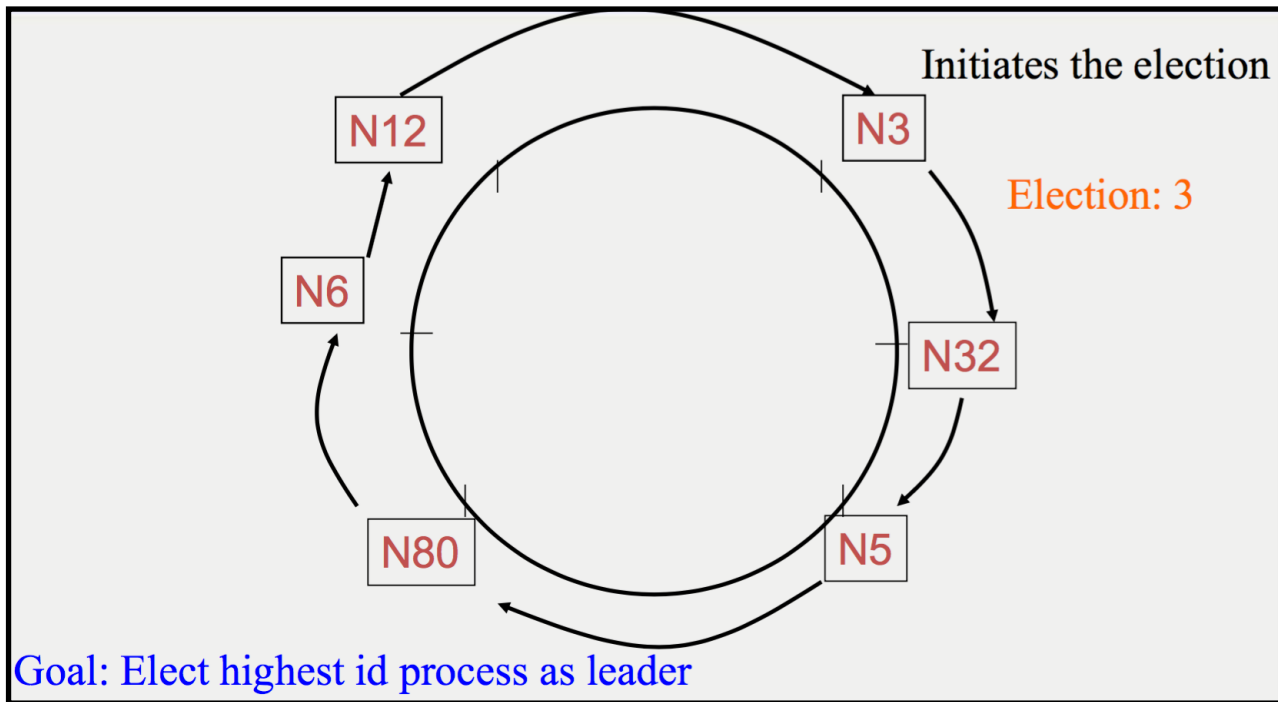 Initiates the election
N12
N3
Election: 3
N6
N32
N80
N5
Goal: Elect highest id process as leader